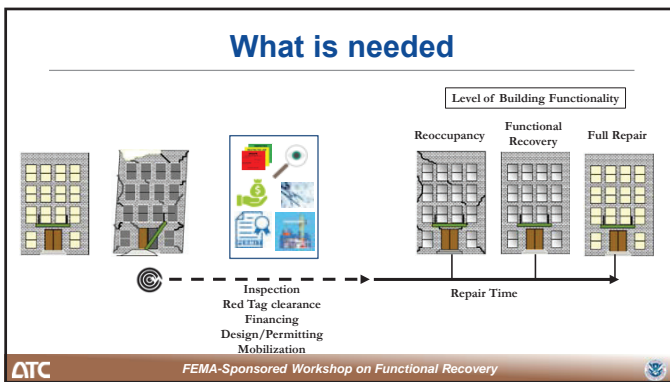 What is needed
Level of Building Functionality
Reoccupancy
Functional
Recovery
Full Repair
PERMIT
Inspection
Red Tag clearance
Financing
Design/Permitting
Mobilization
Repair Time
ATC
FEMA-Sponsored Workshop on Functional Recovery